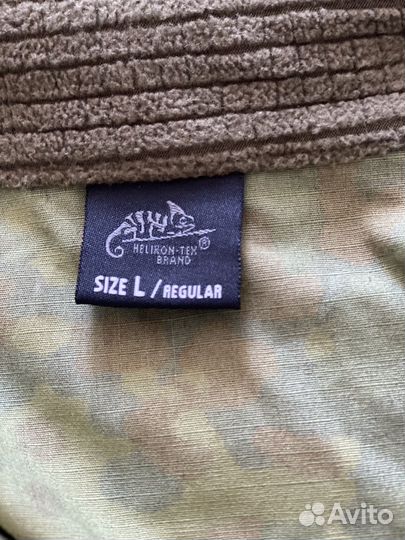 HELIKON-TEX®
BRAND
SIZE L / REGULAR
Avito